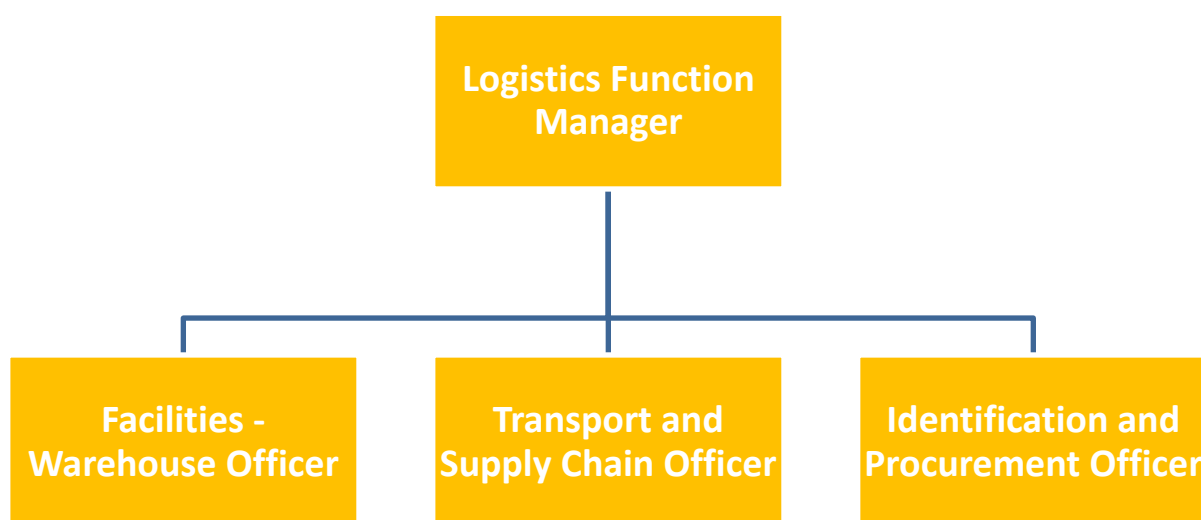 Logistics Function
Manager
Facilities -
Warehouse Officer
Transport and
Supply Chain Officer
Identification and
Procurement Officer